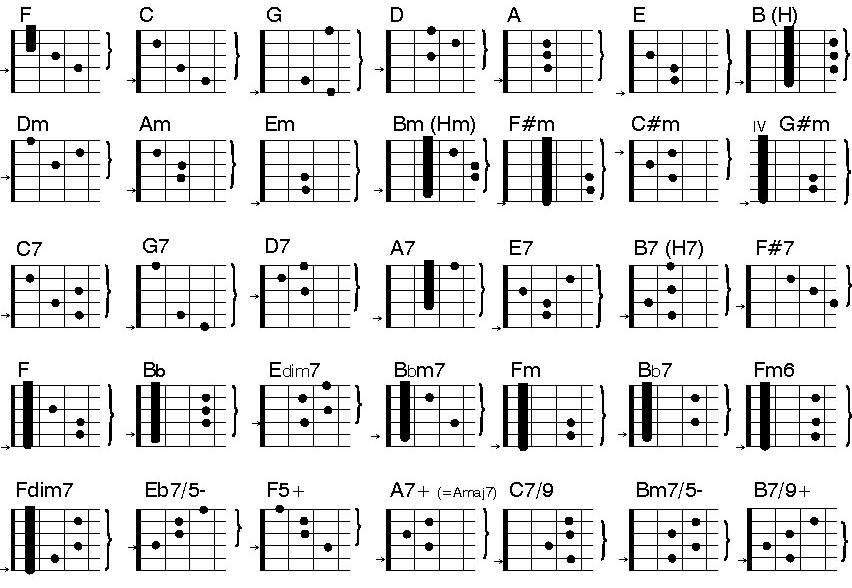 F C G D A E B (H)
Dm Am Em Bm (Hm) F#m C#m IV G#m
C7 G7 D7 A7 E7 B7 (H7) F#7
F Bb Edim7 Bbm7 Fm Bb7 Fm6
Fdim7 Eb7/5- F5+ A7+ (=Amaj7) C7/9 Bm7/5- B7/9+